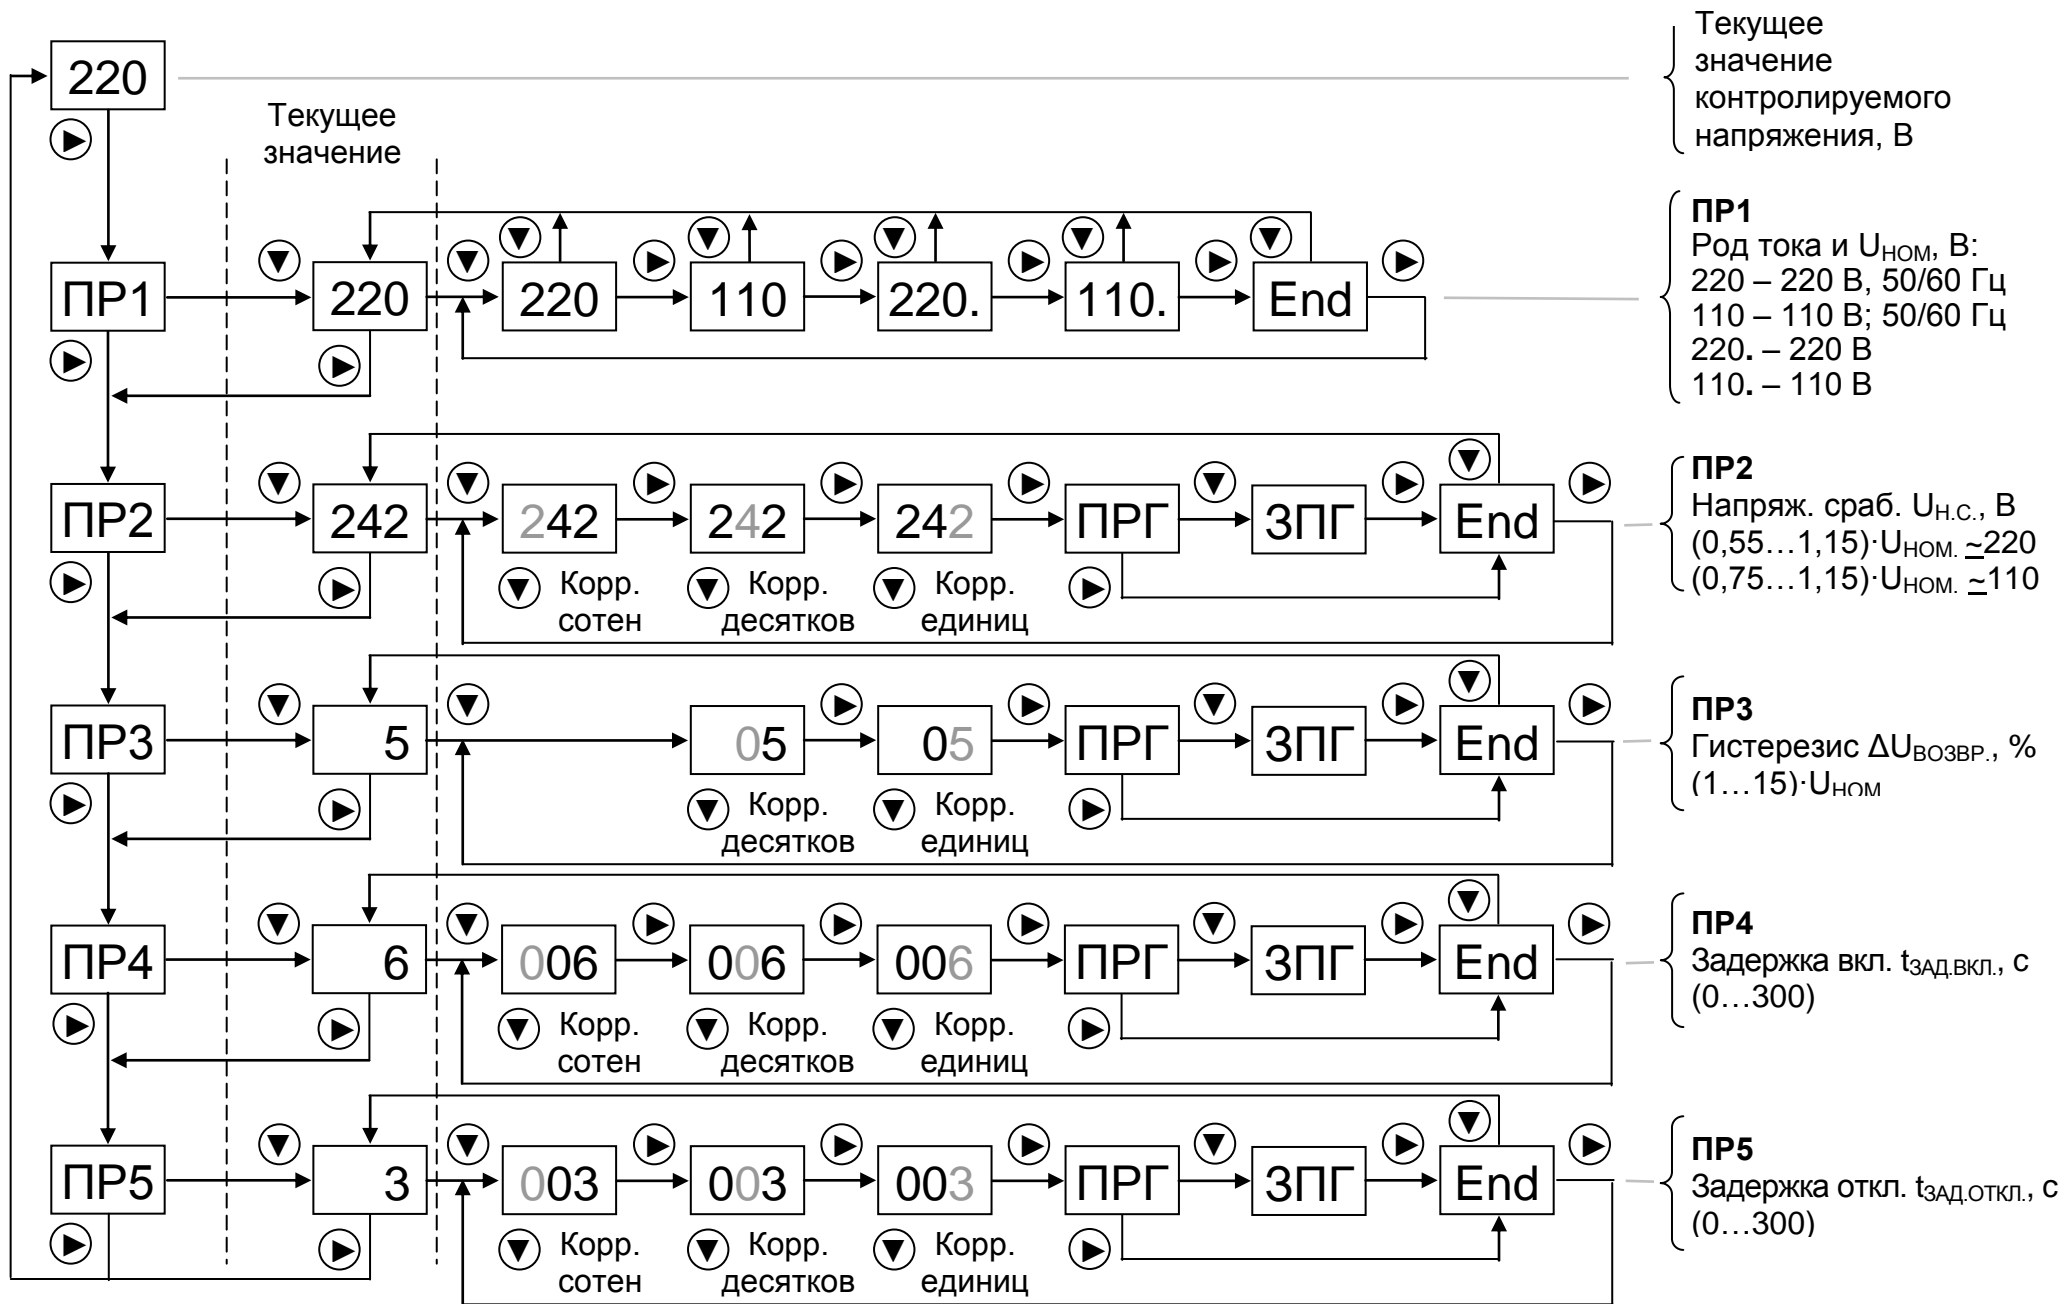 220
Текущее
значение
контролируемого
напряжения, В
Текущее
значение
ПР1
220
220
110
220.
110.
End
ПР1
Род тока и UНОМ, В:
220 – 220 В, 50/60 Гц
110 – 110 В; 50/60 Гц
220. – 220 В
110. – 110 В
ПР2
242
242
242
242
ПРГ
ЗПГ
End
Корр.
сотен
Корр.
десятков
Корр.
единиц
ПР2
Напряж. сраб. UН.С., В
(0,55…1,15)·UНОМ. ~220
(0,75…1,15)·UНОМ. ~110
ПР3
5
05
05
ПРГ
ЗПГ
End
Корр.
десятков
Корр.
единиц
ПР3
Гистерезис ΔUВОЗВР., %
(1…15)·UНОМ
ПР4
6
006
006
006
ПРГ
ЗПГ
End
Корр.
сотен
Корр.
десятков
Корр.
единиц
ПР4
Задержка вкл. tЗАД.ВКЛ., с
(0…300)
ПР5
3
003
003
003
ПРГ
ЗПГ
End
Корр.
сотен
Корр.
десятков
Корр.
единиц
ПР5
Задержка откл. tЗАД.ОТКЛ., с
(0…300)